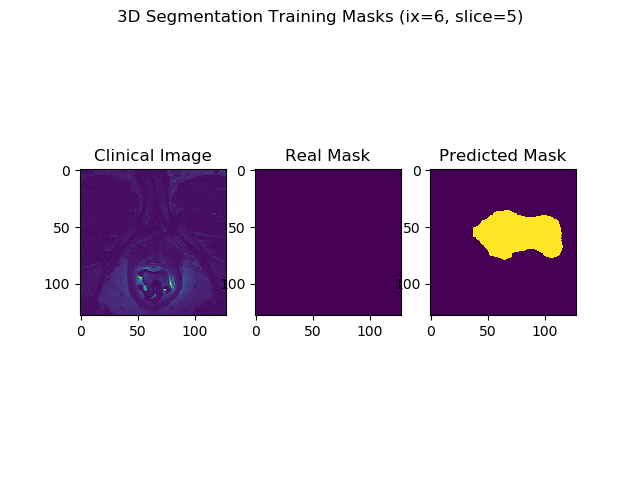 3D Segmentation Training Masks (ix=6, slice=5)
Clinical Image Real Mask Predicted Mask
0 0 0
50 50 50
100 100 100
0 50 100 0 50 100 0 50 100